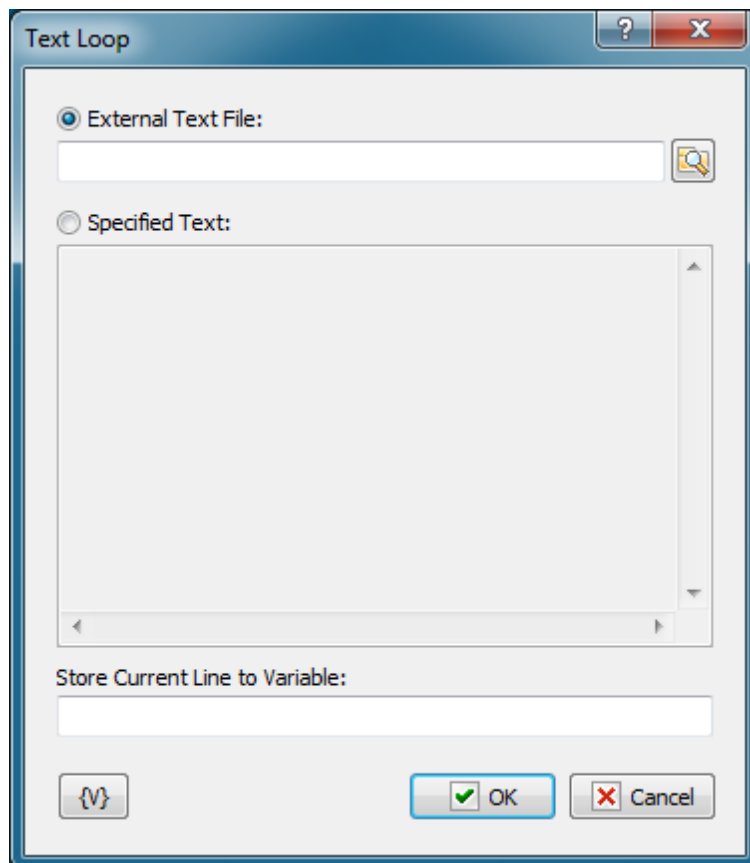 Text Loop
?
External Text File:
Specified Text:
Store Current Line to Variable:
{V}
OK
Cancel